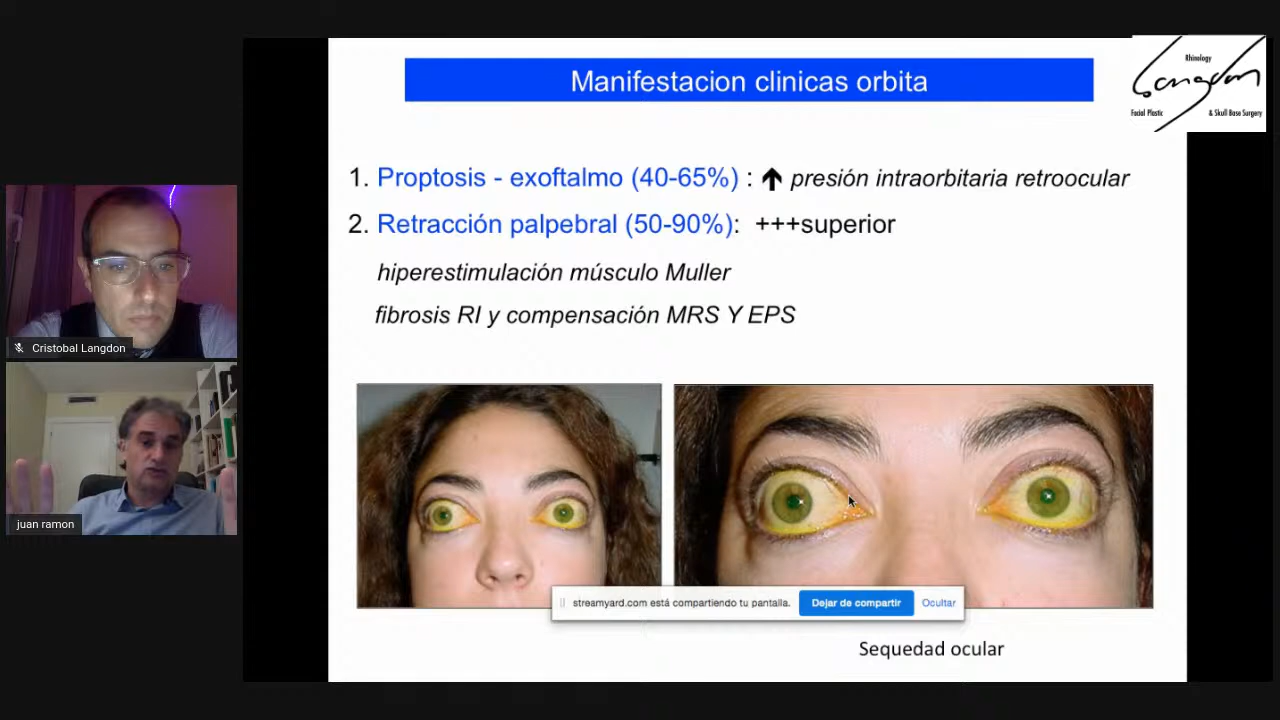 Manifestacion clinicas orbita
Rhinology
Langdon
Facial Plastic & Skull Base Surgery
1. Proptosis - exoftalmo (40-65%) : ↑ presión intraorbitaria retroocular
2. Retracción palpebral (50-90%): +++superior
hiperestimulación músculo Muller
fibrosis RI y compensación MRS Y EPS
Cristobal Langdon
juan ramon
streamyard.com está compartiendo tu pantalla. Dejar de compartir Ocultar
Sequedad ocular